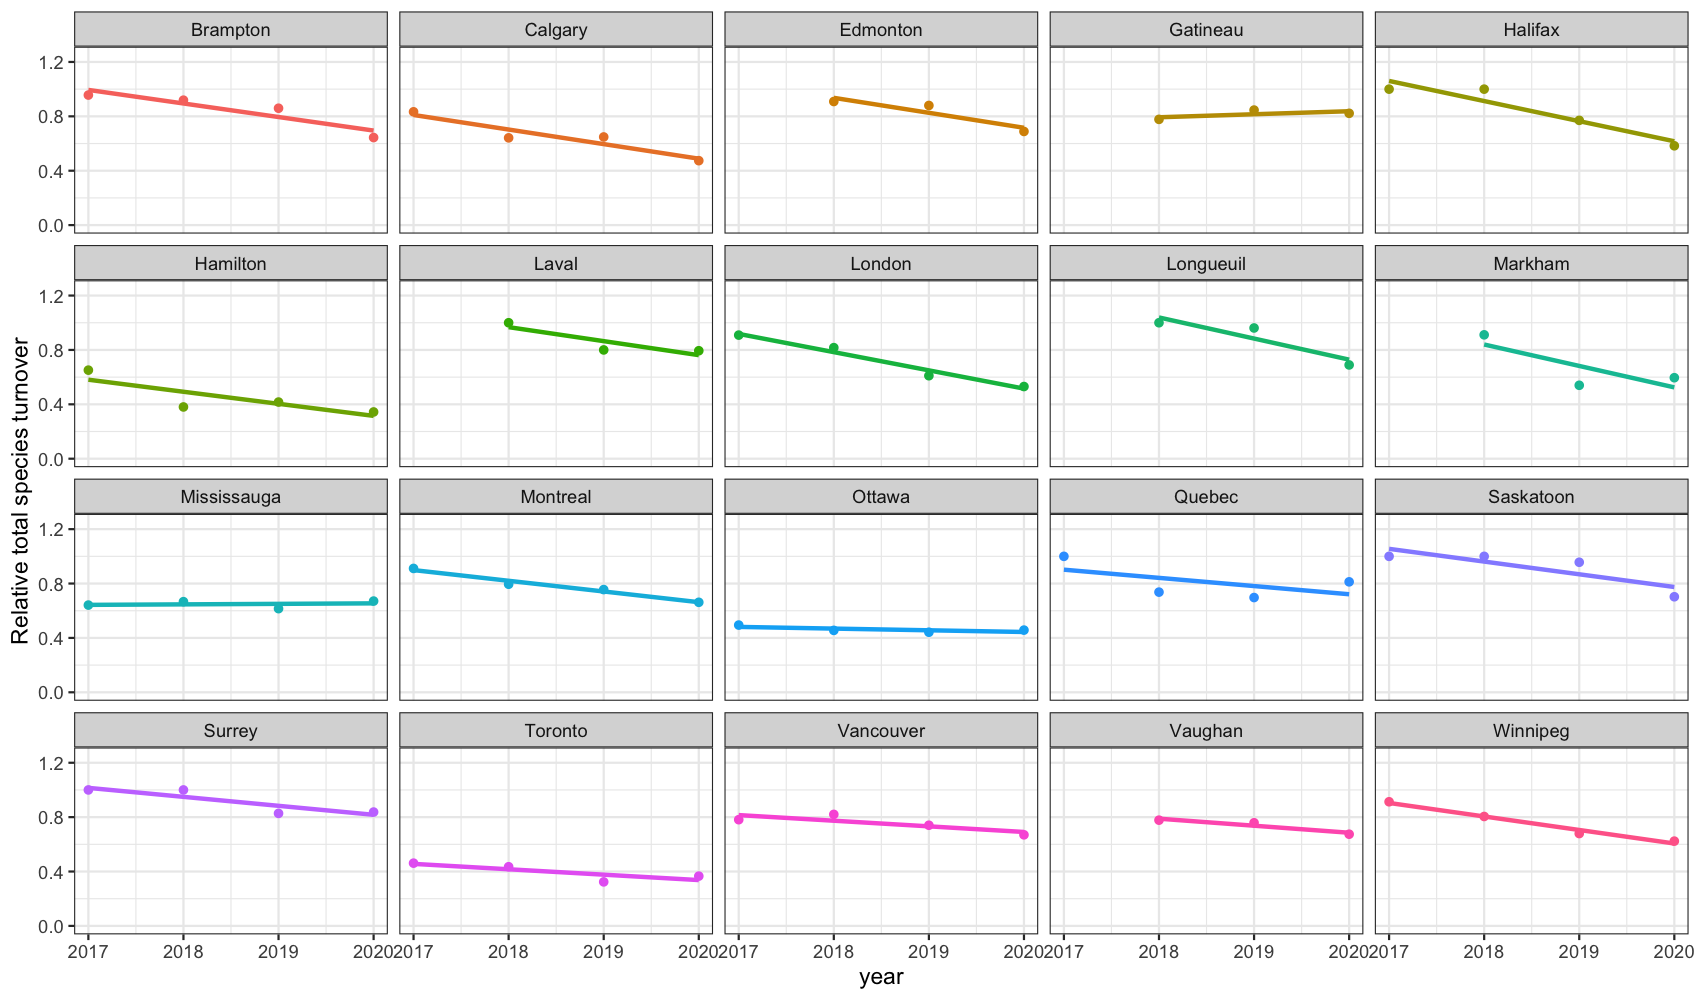 Brampton Calgary Edmonton Gatineau Halifax
1.2
0.8
0.4
0.0
Hamilton Laval London Longueuil Markham
1.2
0.8
0.4
0.0
Mississauga Montreal Ottawa Quebec Saskatoon
1.2
0.8
0.4
0.0
Surrey Toronto Vancouver Vaughan Winnipeg
1.2
0.8
0.4
0.0
2017 2018 2019 2020 2017 2018 2019 2020 2017 2018 2019 2020 2017 2018 2019 2020 2017 2018 2019 2020
year
Relative total species turnover